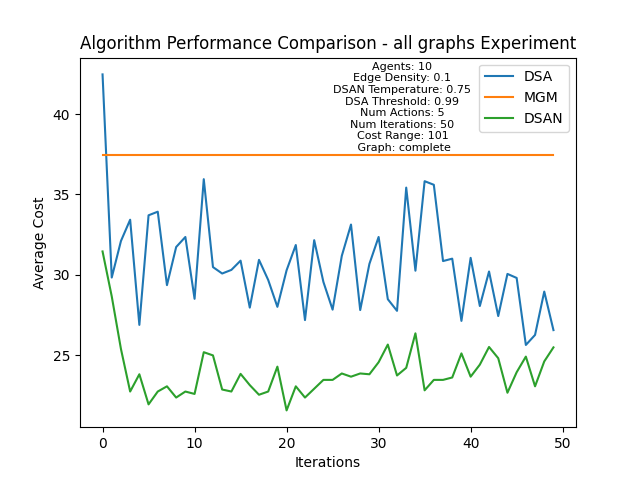 Algorithm Performance Comparison - all graphs Experiment
Agents: 10
Edge Density: 0.1
DSAN Temperature: 0.75
DSA Threshold: 0.99
Num Actions: 5
Num Iterations: 50
Cost Range: 101
Graph: complete
DSA
MGM
DSAN
Average Cost
40
35
30
25
0 10 20 30 40 50
Iterations